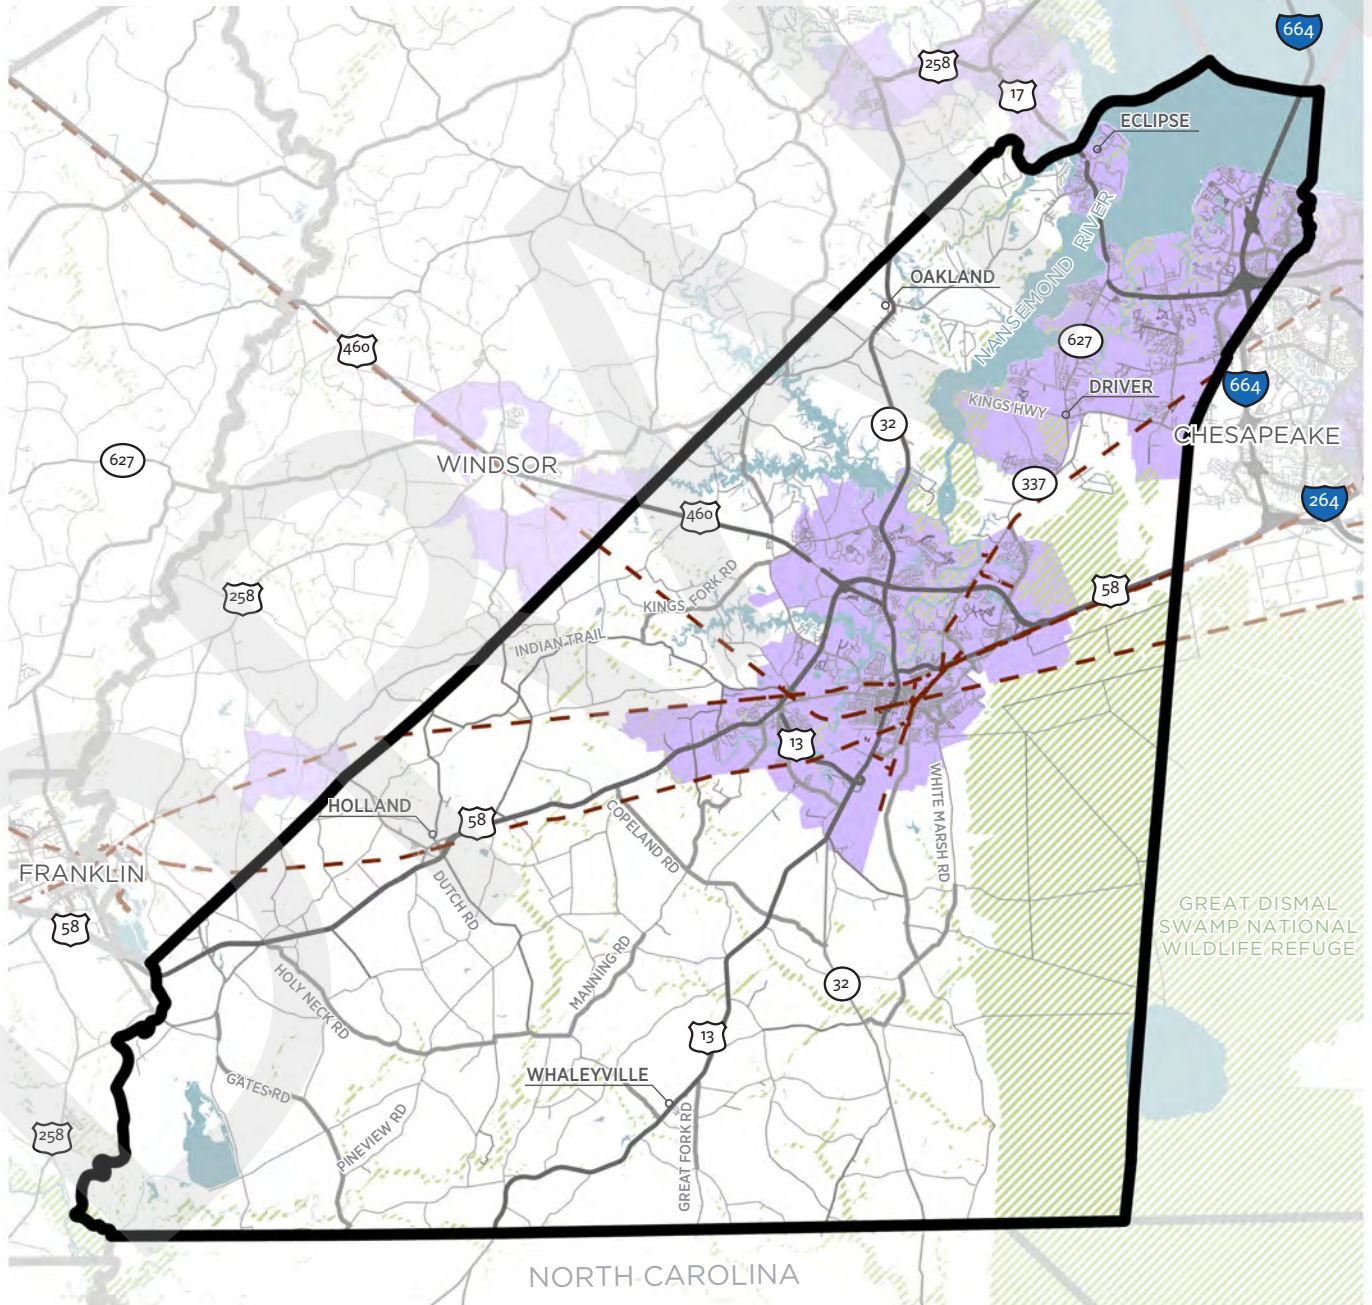 664
258
17
ECLIPSE
NANSEMOND RIVER
OAKLAND
460
627
664
DRIVER
KINGS HWY
32
CHESAPEAKE
WINDSOR
627
337
264
460
58
258
KINGS FORK RD
INDIAN TRAIL
13
WHITE MARSH RD
HOLLAND
58
COPELAND RD
FRANKLIN
DUTCH RD
58
GREAT DISMAL
SWAMP NATIONAL
WILDLIFE REFUGE
MANNING RD
HOLY NECK RD
32
13
WHALEYVILLE
GATES RD
258
PINEVIEW RD
GREAT FORK RD
NORTH CAROLINA